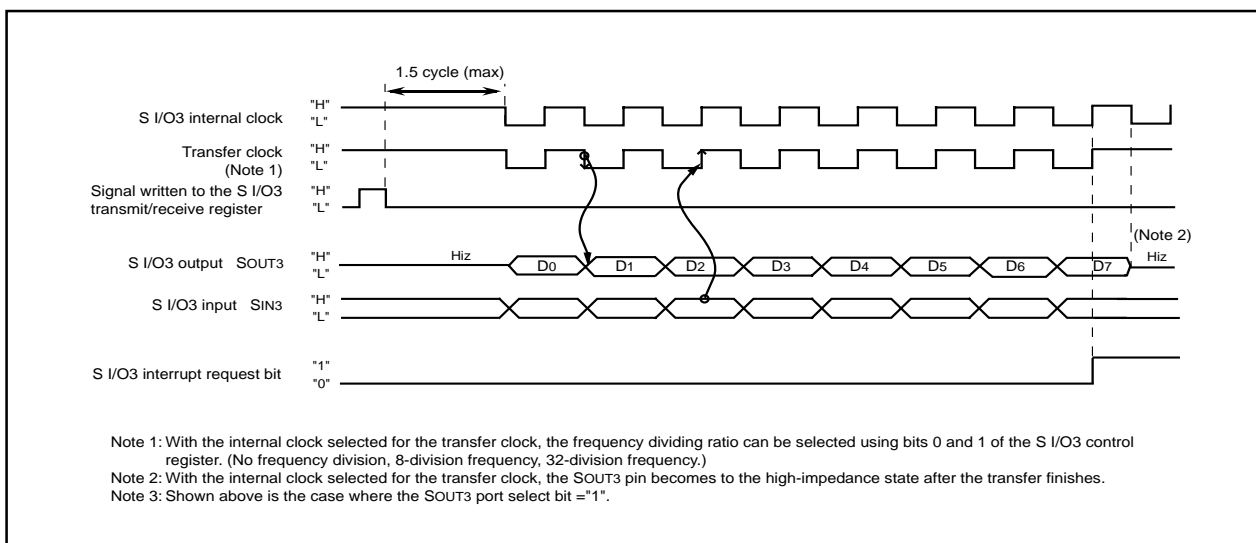 1.5 cycle (max)
S I/O3 internal clock
"H"
"L"
Transfer clock
(Note 1)
"H"
"L"
Signal written to the S I/O3
transmit/receive register
"H"
"L"
(Note 2)
S I/O3 output SOUT3
"H"
"L"
Hiz
D0
D1
D2
D3
D4
D5
D6
D7
Hiz
S I/O3 input SIN3
"H"
"L"
S I/O3 interrupt request bit
"1"
"0"
Note 1: With the internal clock selected for the transfer clock, the frequency dividing ratio can be selected using bits 0 and 1 of the S I/O3 control
register. (No frequency division, 8-division frequency, 32-division frequency.)
Note 2: With the internal clock selected for the transfer clock, the SOUT3 pin becomes to the high-impedance state after the transfer finishes.
Note 3: Shown above is the case where the SOUT3 port select bit ="1".